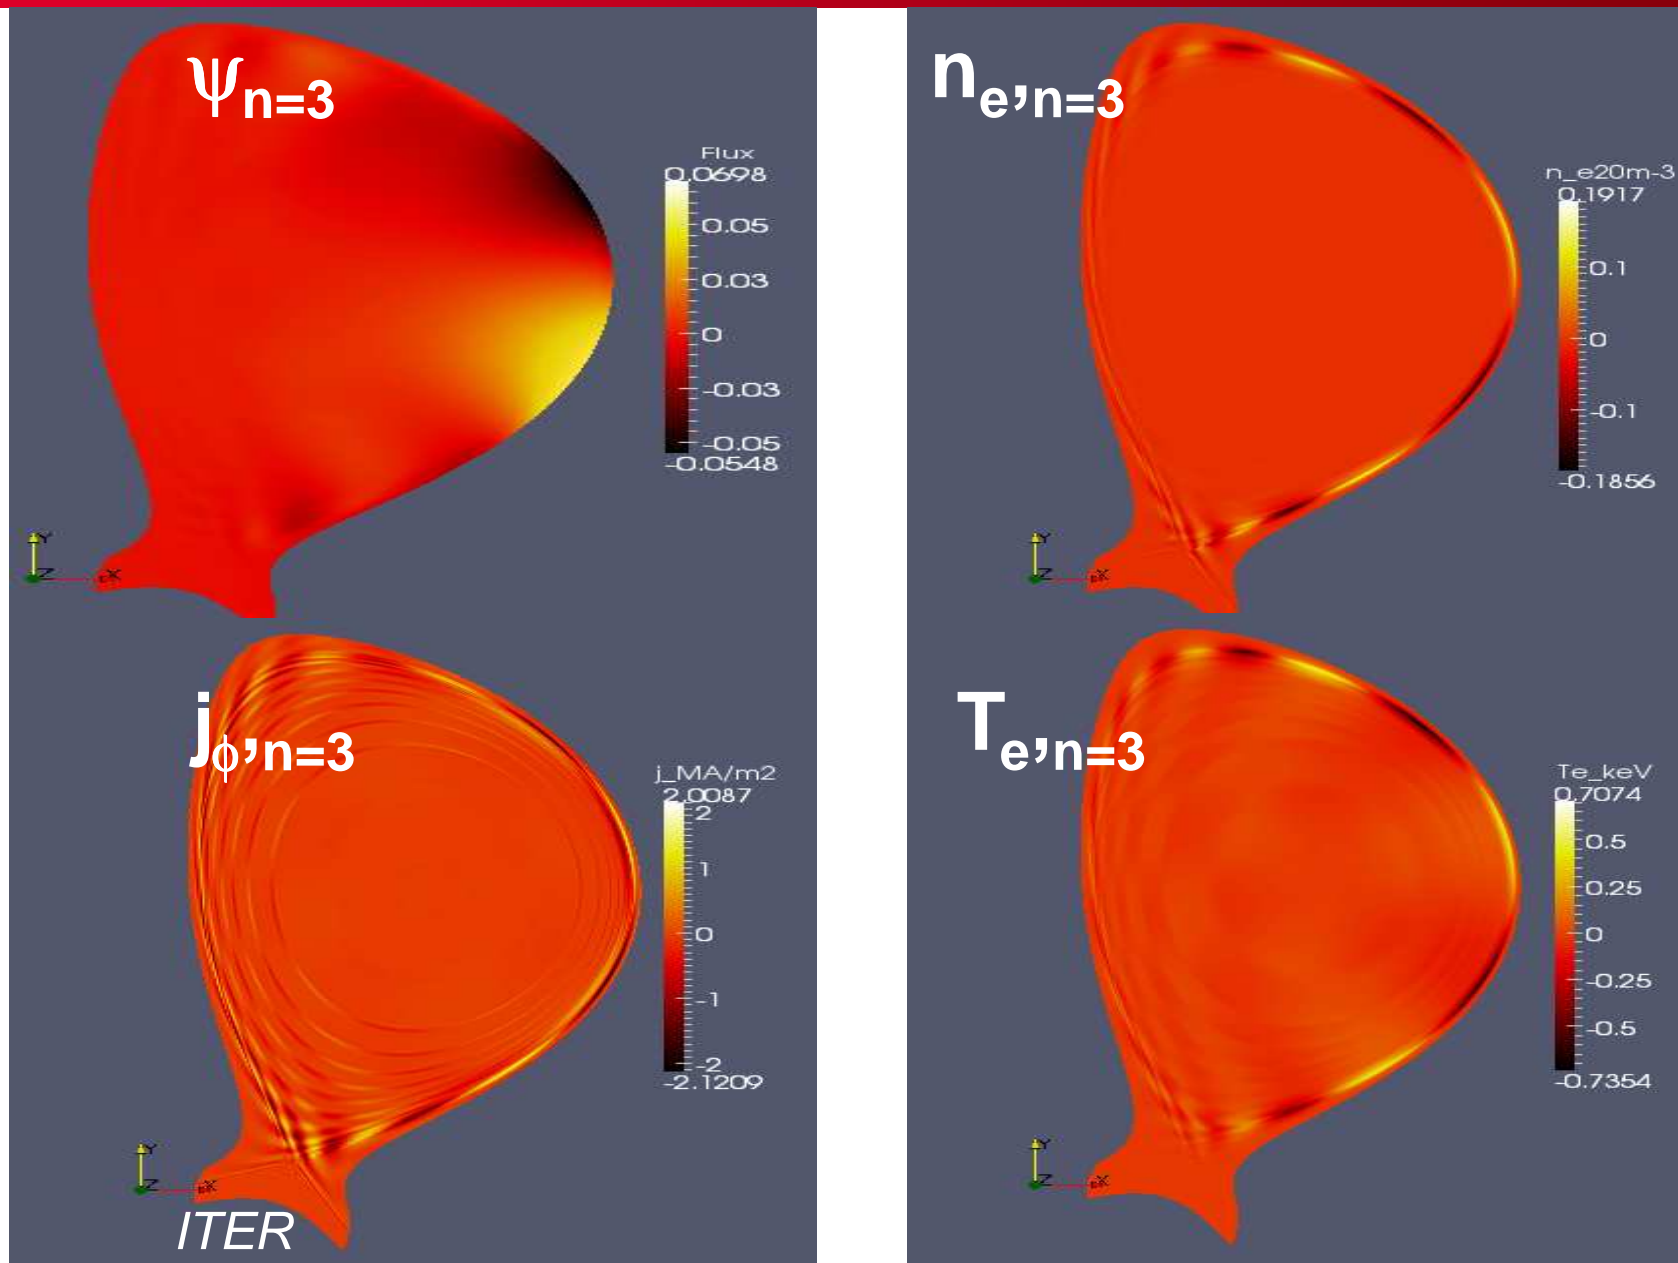 ψn=3
Flux
0.0698
0.05
0.03
0
-0.03
-0.05
-0.0548
Y
Z
X
ne,n=3
n_e20m-3
0.1917
0.1
0
-0.1
-0.1856
Y
Z
X
jϕ,n=3
j_MA/m2
2.0087
2
1
0
-1
-2
-2.1209
Y
Z
X
ITER
Te,n=3
Te_keV
0.7074
0.5
0.25
0
-0.25
-0.5
-0.7354
Y
Z
X